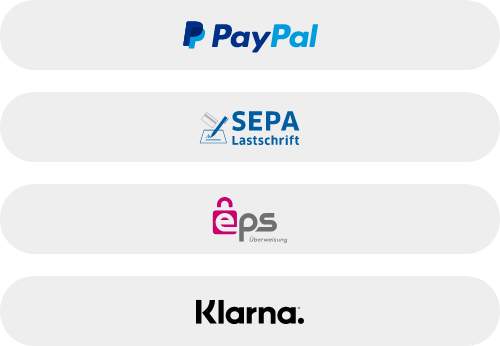 PayPal
SEPA
Lastschrift
eps
Überweisung
Klarna.